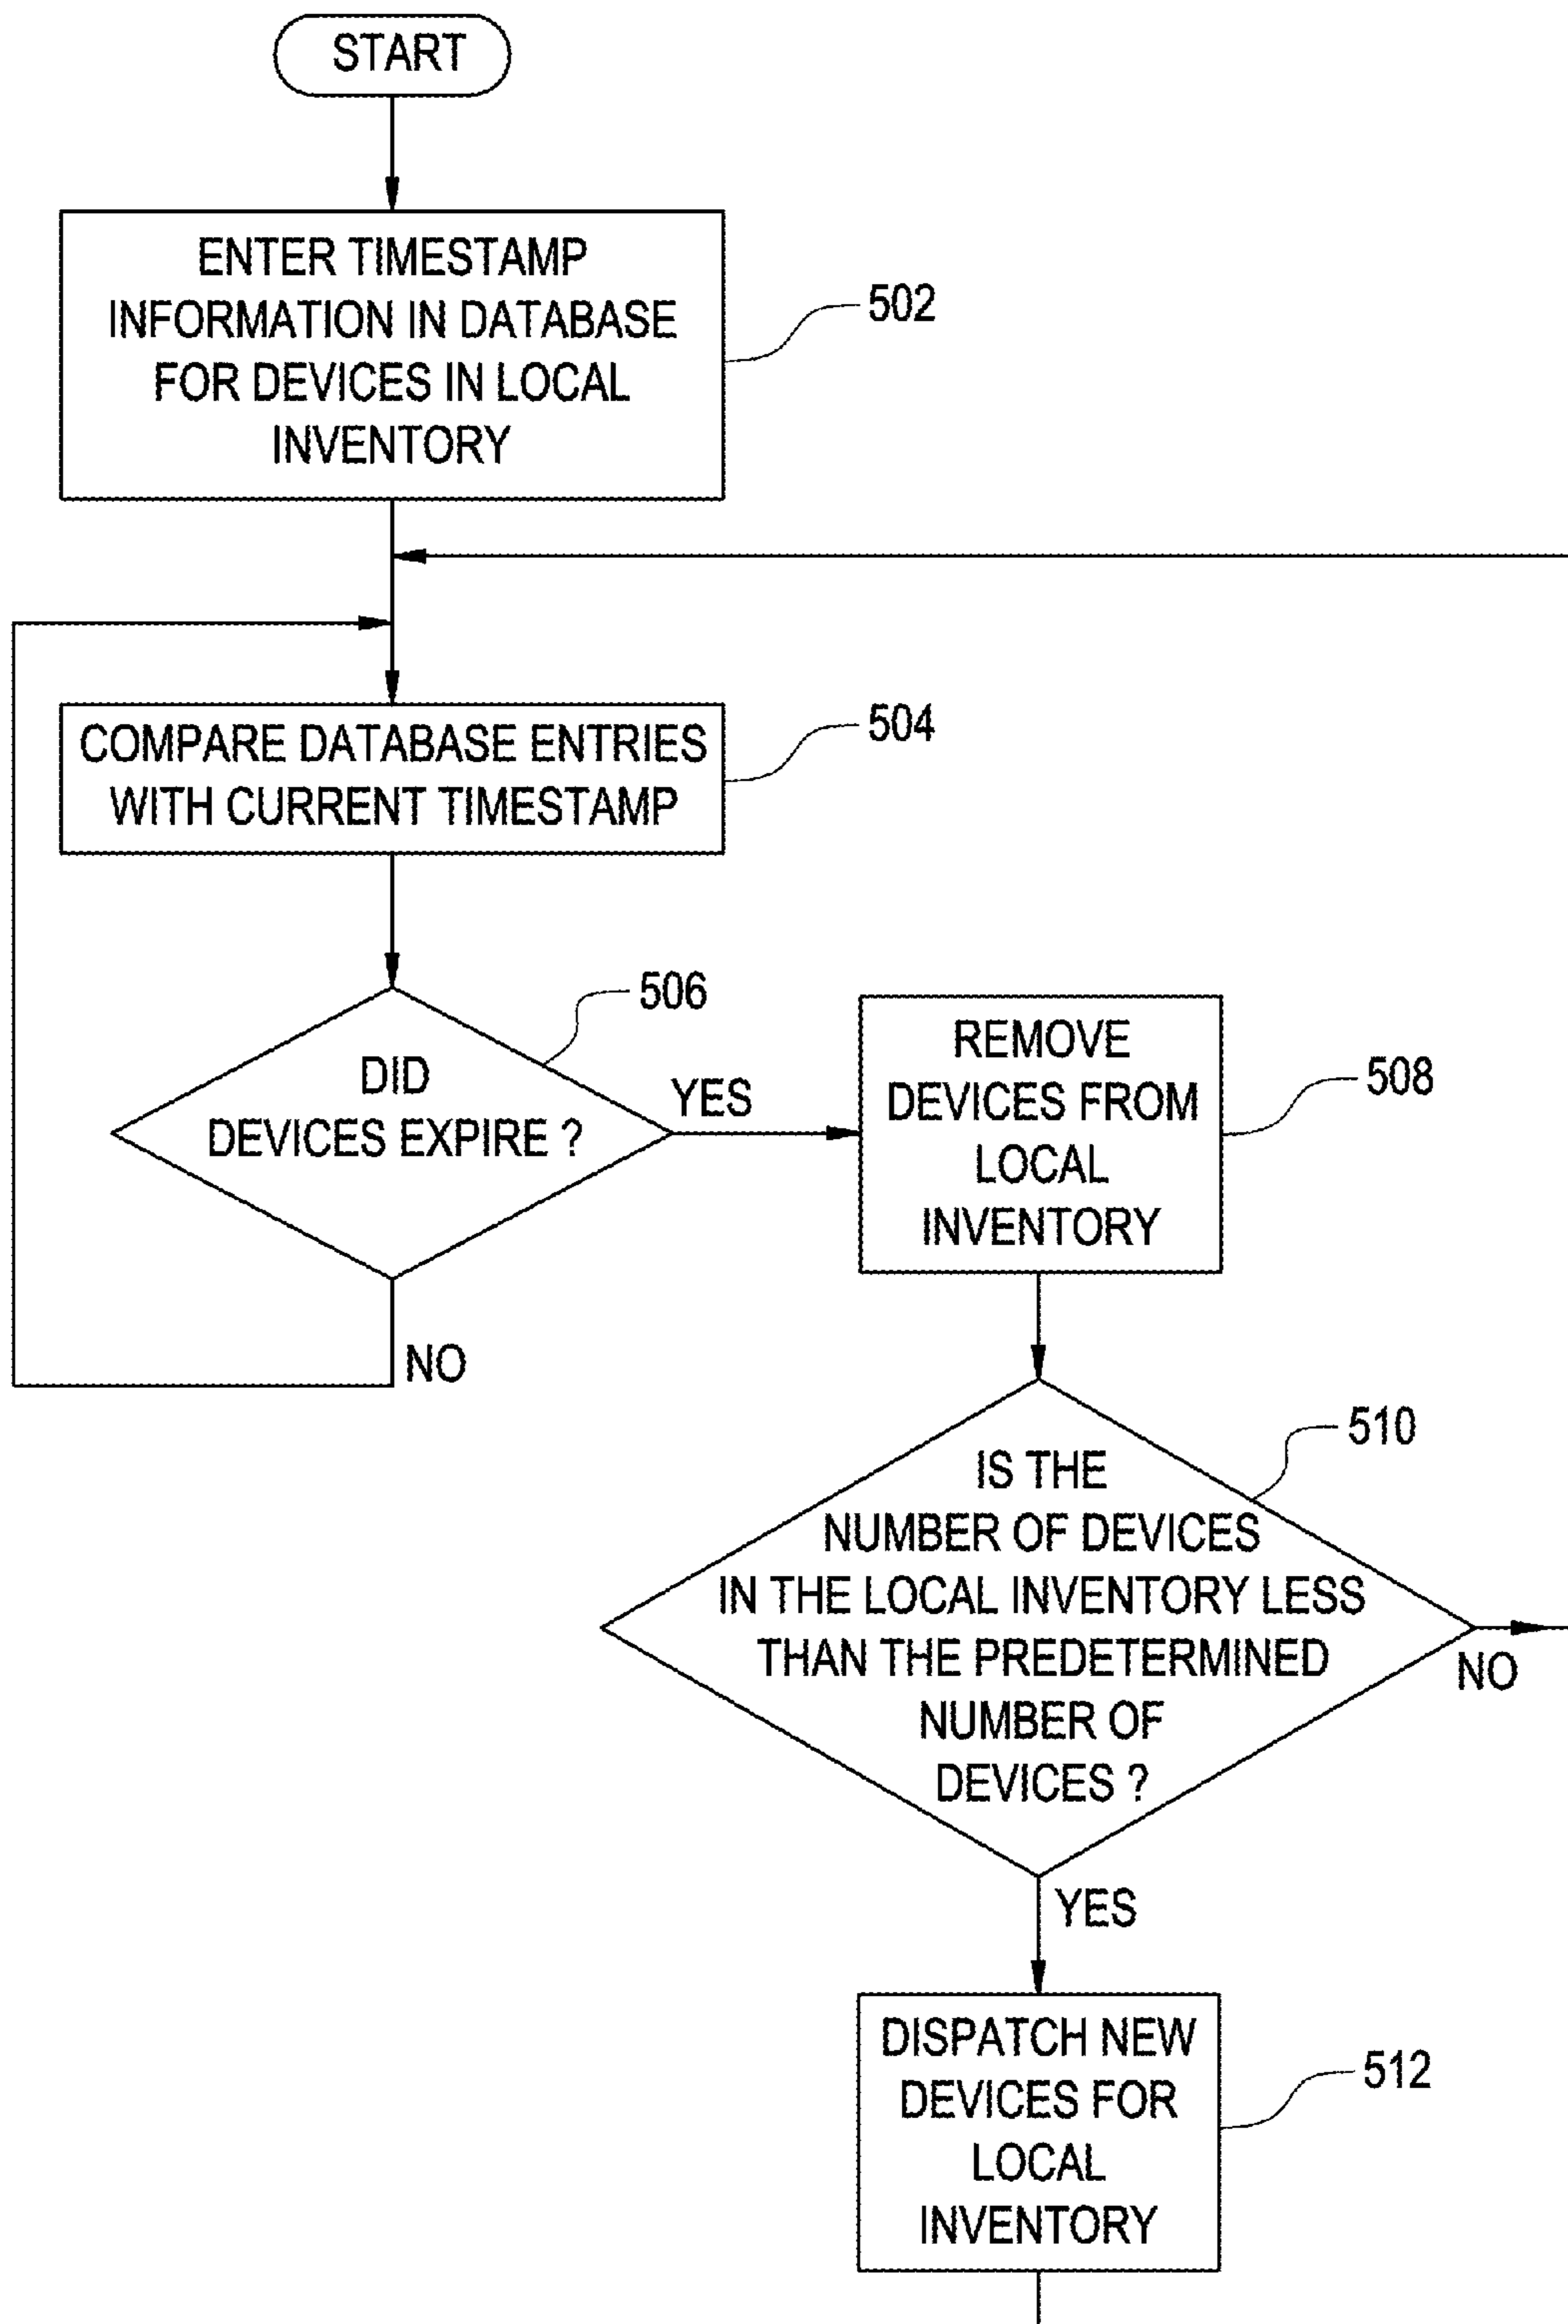 START
ENTER TIMESTAMP
INFORMATION IN DATABASE
FOR DEVICES IN LOCAL
INVENTORY
502
COMPARE DATABASE ENTRIES
WITH CURRENT TIMESTAMP
504
DID
DEVICES EXPIRE ?
506
YES
NO
REMOVE
DEVICES FROM
LOCAL
INVENTORY
508
IS THE
NUMBER OF DEVICES
IN THE LOCAL INVENTORY LESS
THAN THE PREDETERMINED
NUMBER OF
DEVICES ?
510
NO
YES
DISPATCH NEW
DEVICES FOR
LOCAL
INVENTORY
512